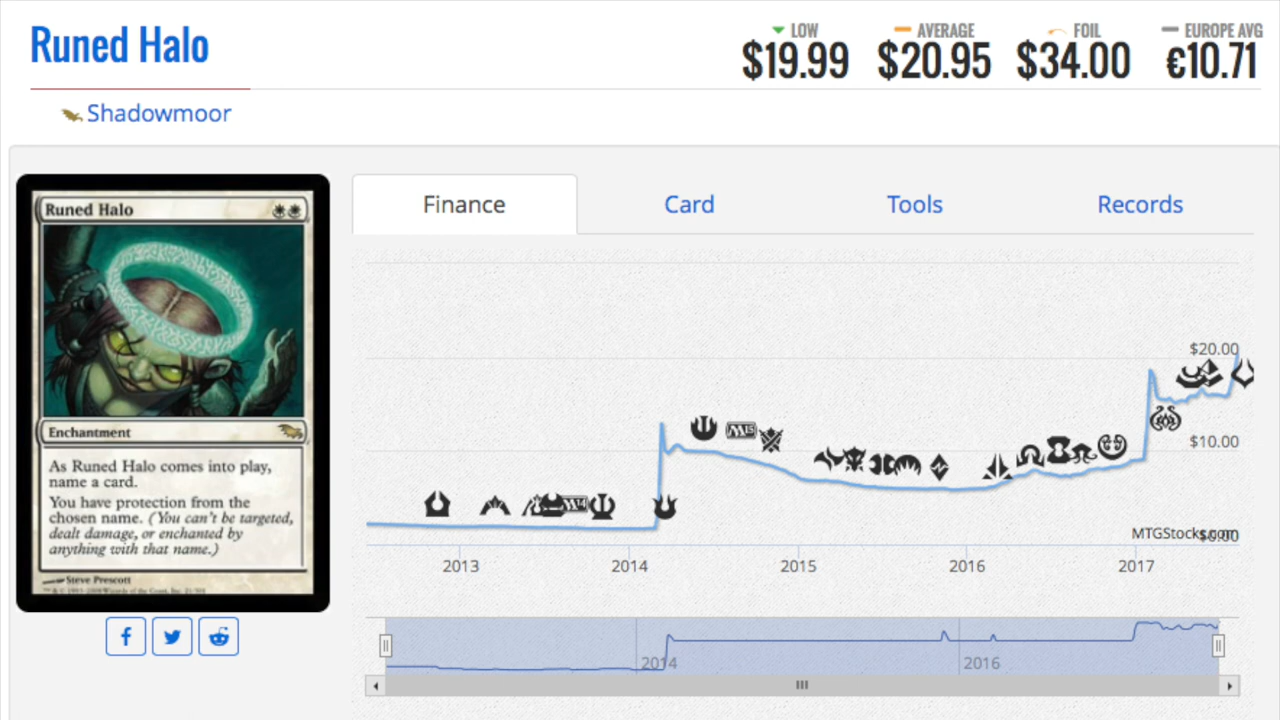 Runed Halo
LOW
$19.99
AVERAGE
$20.95
FOIL
$34.00
EUROPE AVG
€10.71
Shadowmoor
Runed Halo
Enchantment
As Runed Halo comes into play,
name a card.
You have protection from the
chosen name. (You can't be targeted,
dealt damage, or enchanted by
anything with that name.)
Steve Prescott
Finance
Card
Tools
Records
$20.00
$10.00
$0.00
MTGStocks.com
2013
2014
2015
2016
2017
2014
2016